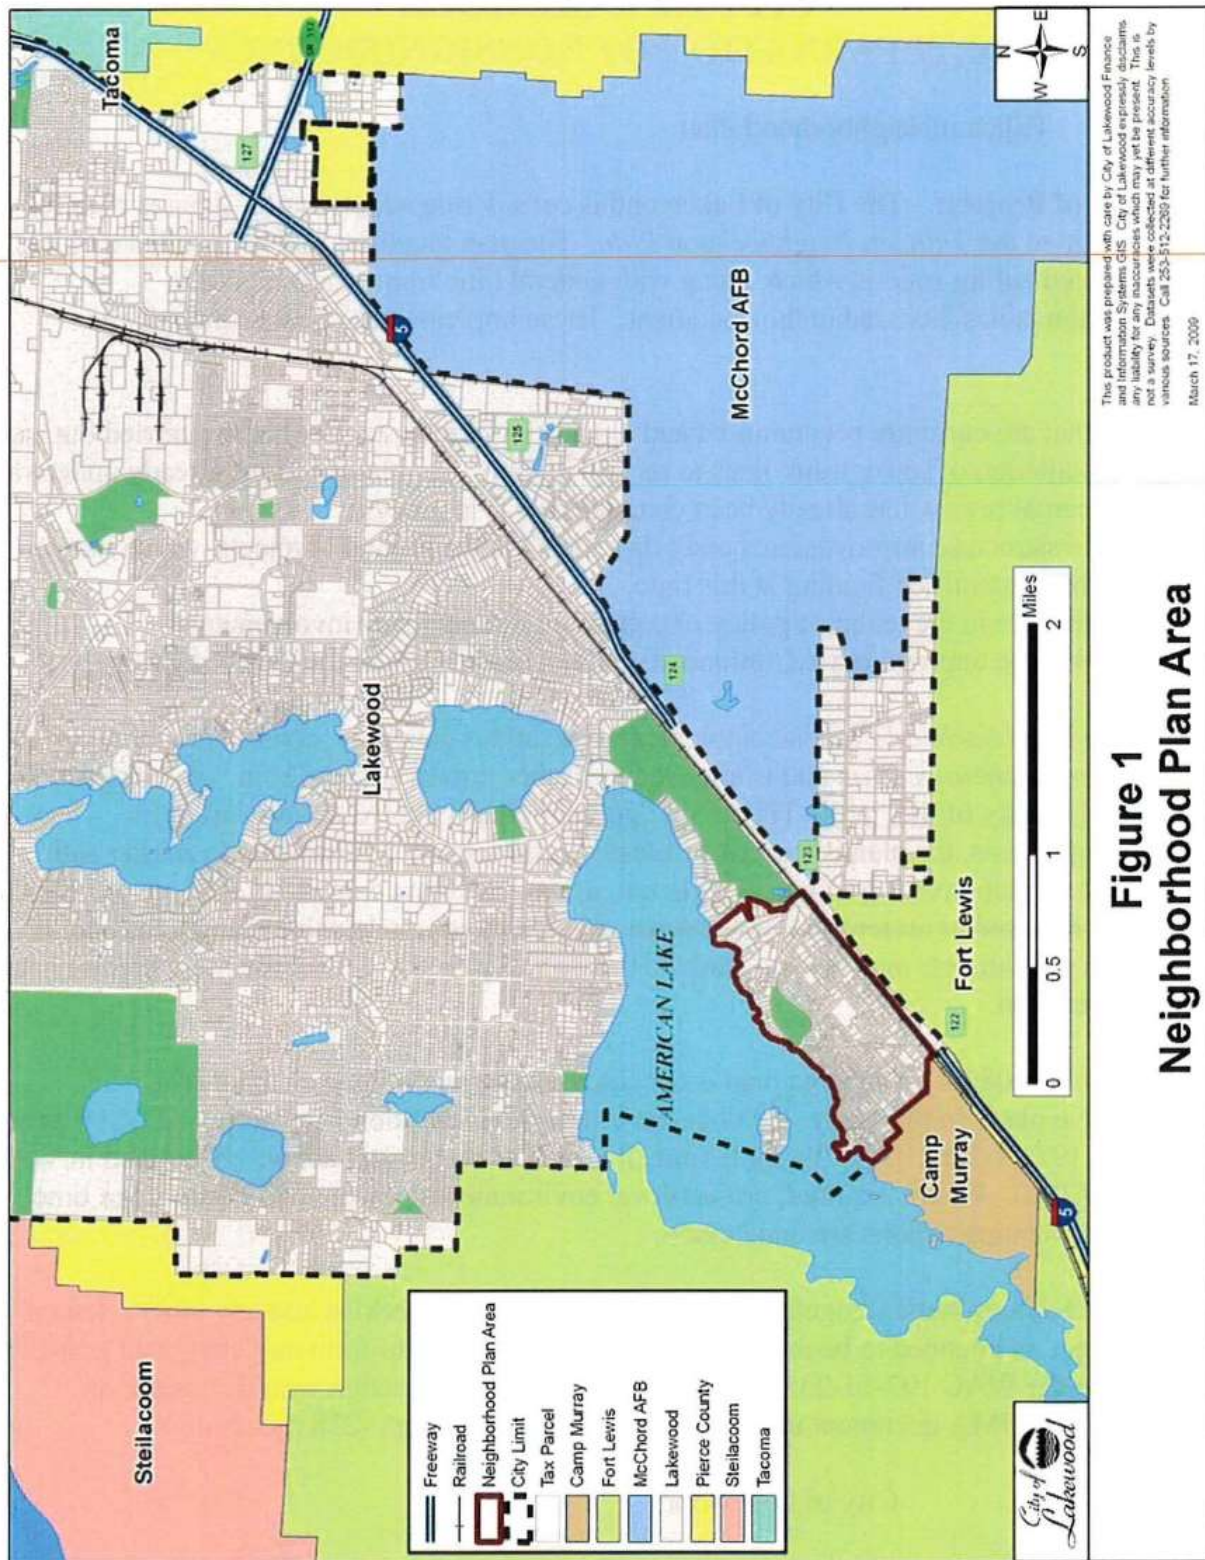 Tacoma
SR 512
127
5
McChord AFB
125
Lakewood
124
123
AMERICAN LAKE
Fort Lewis
122
Camp
Murray
5
Steilacoom
Freeway
Railroad
Neighborhood Plan Area
City Limit
Tax Parcel
Camp Murray
Fort Lewis
McChord AFB
Lakewood
Pierce County
Steilacoom
Tacoma
0 0.5 1 2
Miles
N
W E
S
City of
Lakewood
Figure 1
Neighborhood Plan Area
This product was prepared with care by City of Lakewood Finance
and Information Systems GIS. City of Lakewood expressly disclaims
any liability for any inaccuracies which may yet be present. This is
not a survey. Datasets were collected at different accuracy levels by
various sources. Call 253-512-2269 for further information.
March 17, 2009